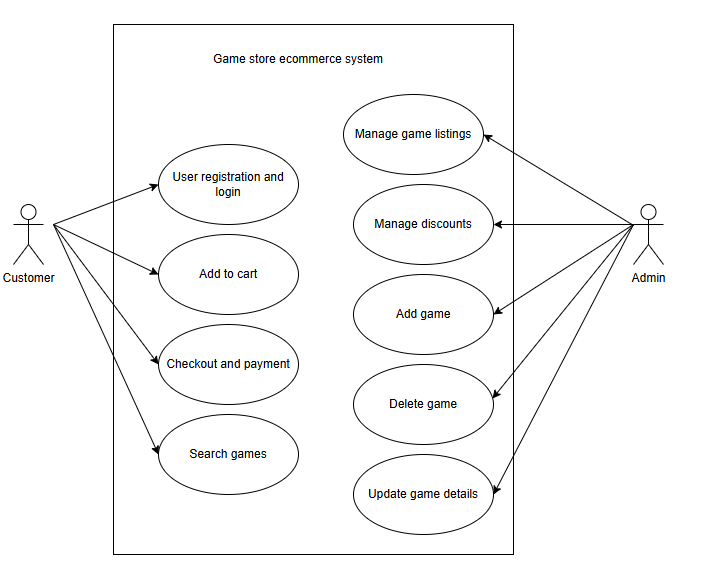 Game store ecommerce system
Manage game listings
User registration and
login
Manage discounts
Add to cart
Customer
Admin
Add game
Checkout and payment
Delete game
Search games
Update game details